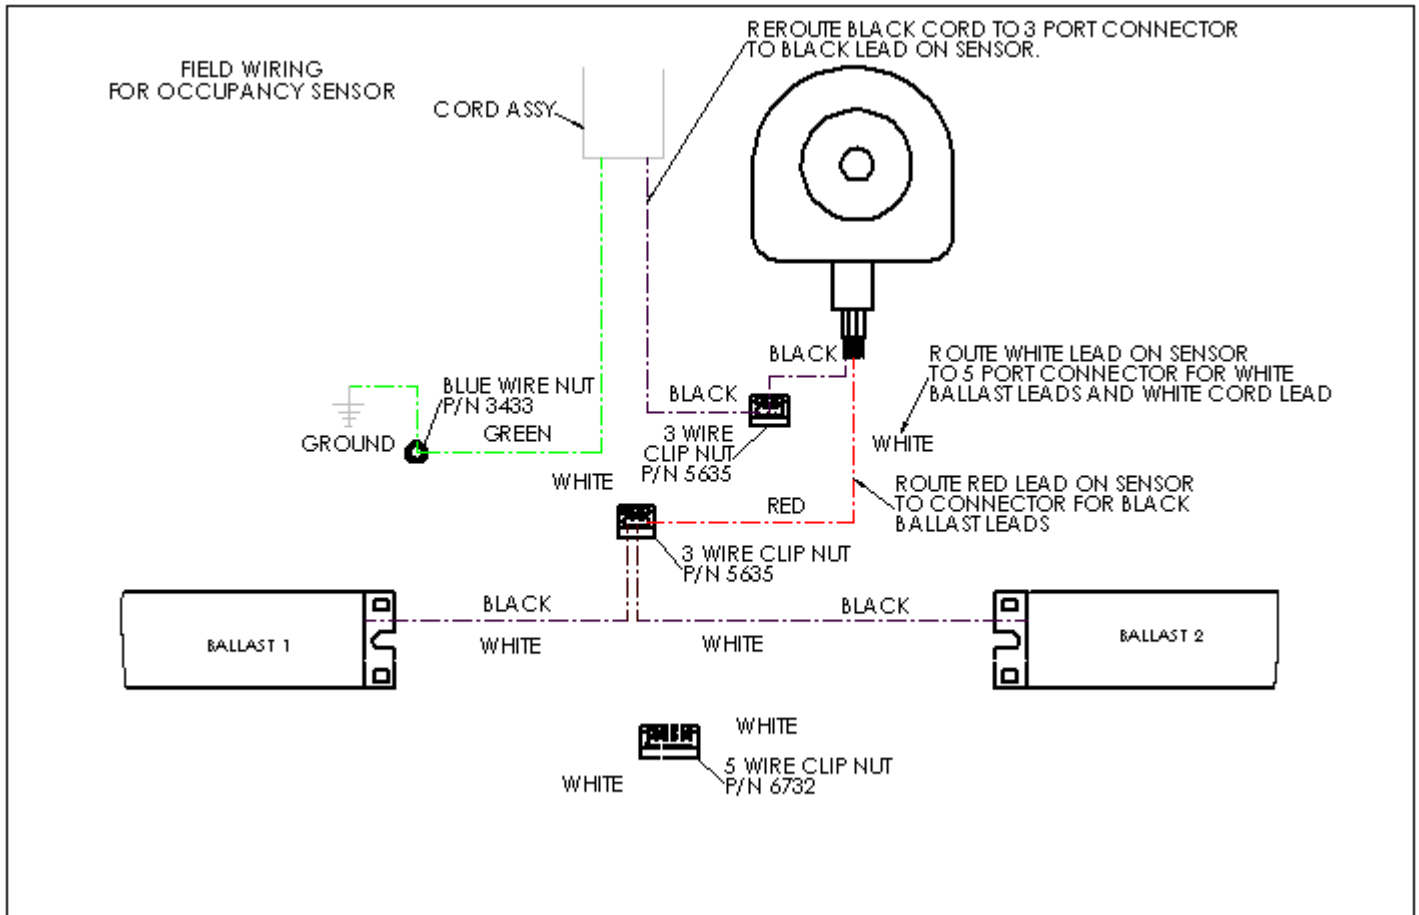 REROUTE BLACK CORD TO 3 PORT CONNECTOR
TO BLACK LEAD ON SENSOR.
FIELD WIRING
FOR OCCUPANCY SENSOR
CORD ASSY.
BLACK
ROUTE WHITE LEAD ON SENSOR
TO 5 PORT CONNECTOR FOR WHITE
BALLAST LEADS AND WHITE CORD LEAD
BLUE WIRE NUT
P/N 3433
BLACK
GROUND
GREEN
3 WIRE
CLIP NUT
P/N 5635
WHITE
WHITE
ROUTE RED LEAD ON SENSOR
TO CONNECTOR FOR BLACK
BALLAST LEADS
RED
3 WIRE CLIP NUT
P/N 5635
BLACK
BLACK
BALLAST 1
WHITE
WHITE
BALLAST 2
WHITE
5 WIRE CLIP NUT
P/N 6732
WHITE